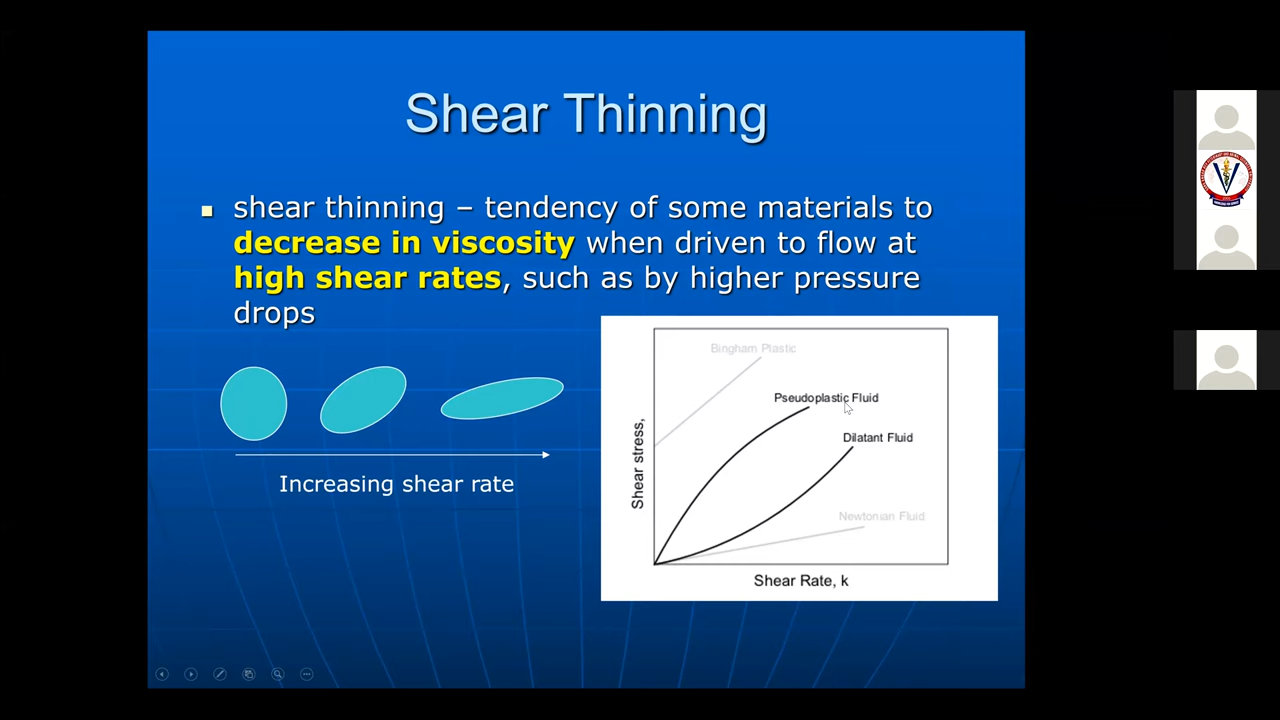 Shear Thinning
shear thinning – tendency of some materials to
decrease in viscosity when driven to flow at
high shear rates, such as by higher pressure
drops
Increasing shear rate
Bingham Plastic
Pseudoplastic Fluid
Dilatant Fluid
Newtonian Fluid
Shear stress,
Shear Rate, k
V